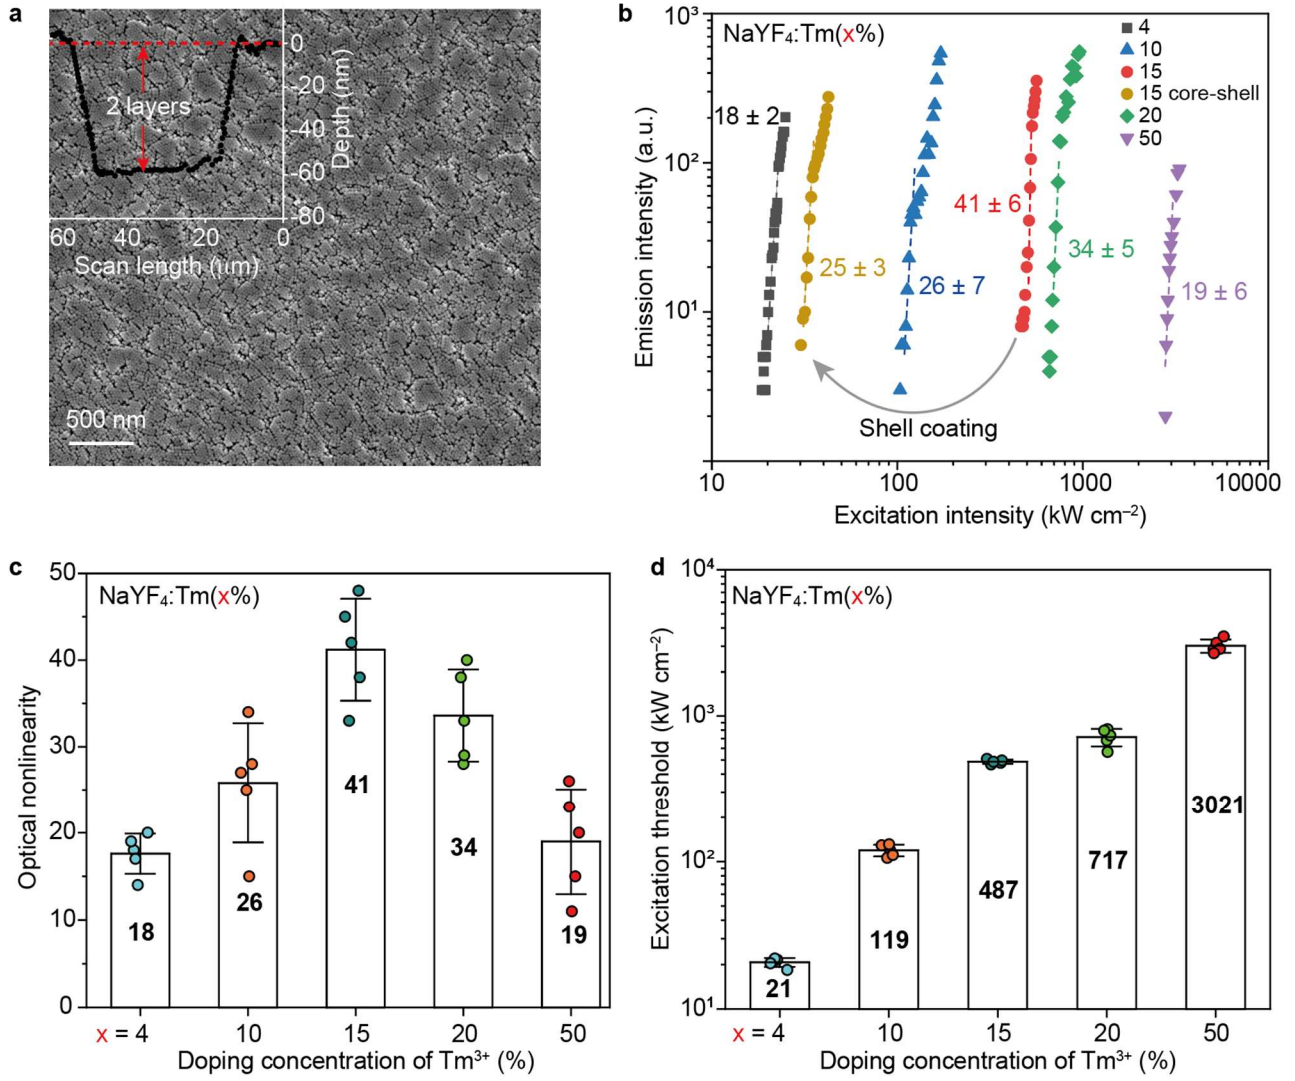 a
0
-20
-40
-60
-80
Depth (nm)
2 layers
60 40 20 0
Scan length (μm)
500 nm
b
NaYF₄:Tm(x%)
4
10
15
15 core-shell
20
50
18 ± 2
25 ± 3
26 ± 7
41 ± 6
34 ± 5
19 ± 6
Shell coating
10³
10²
10¹
Emission intensity (a.u.)
10 100 1000 10000
Excitation intensity (kW cm⁻²)
c
NaYF₄:Tm(x%)
50
40
30
20
10
0
Optical nonlinearity
18
26
41
34
19
x = 4 10 15 20 50
Doping concentration of Tm³⁺ (%)
d
NaYF₄:Tm(x%)
10⁴
10³
10²
10¹
Excitation threshold (kW cm⁻²)
21
119
487
717
3021
x = 4 10 15 20 50
Doping concentration of Tm³⁺ (%)